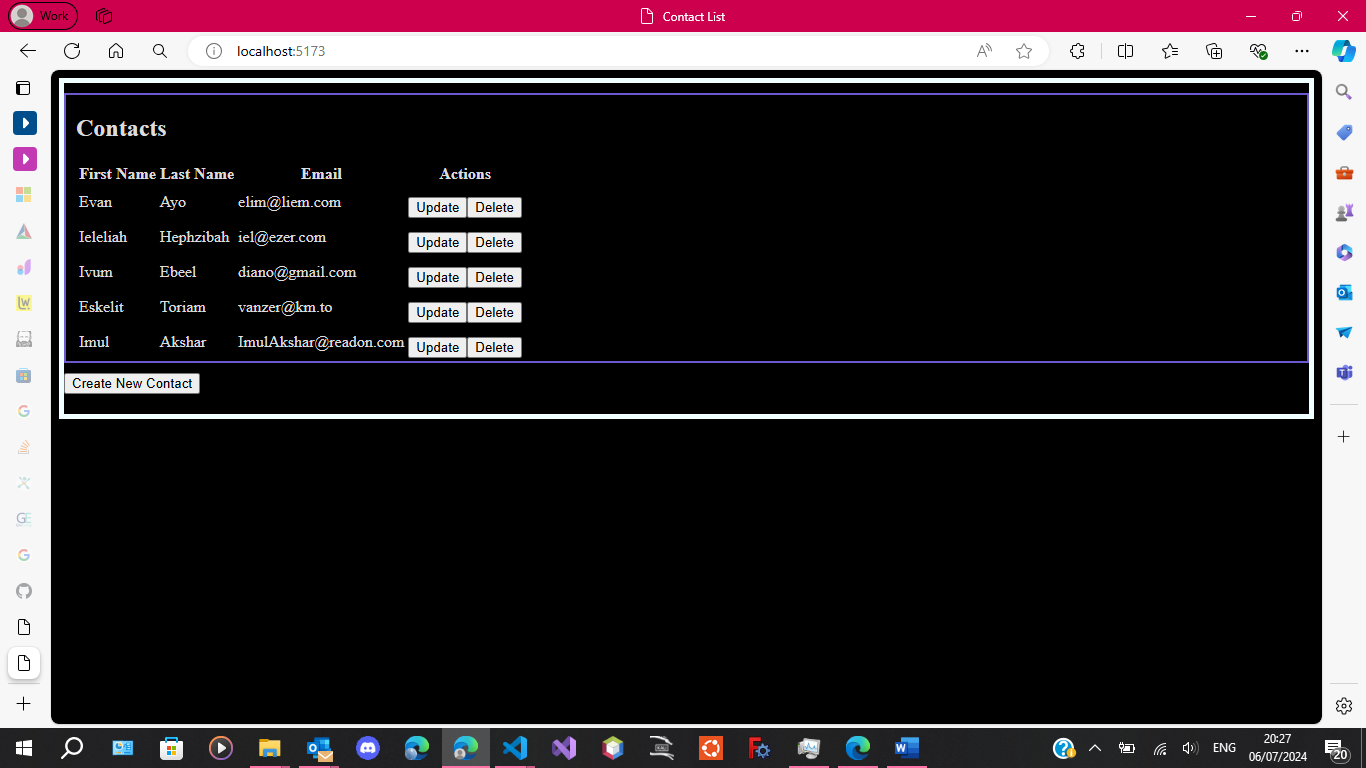 Work
Contact List
localhost:5173
Contacts
First Name Last Name Email Actions
Evan Ayo elim@liem.com Update Delete
Ieleliah Hephzibah iel@ezer.com Update Delete
Ivum Ebeel diano@gmail.com Update Delete
Eskelit Toriam vanzer@km.to Update Delete
Imul Akshar ImulAkshar@readon.com Update Delete
Create New Contact
ENG
20:27
06/07/2024
20